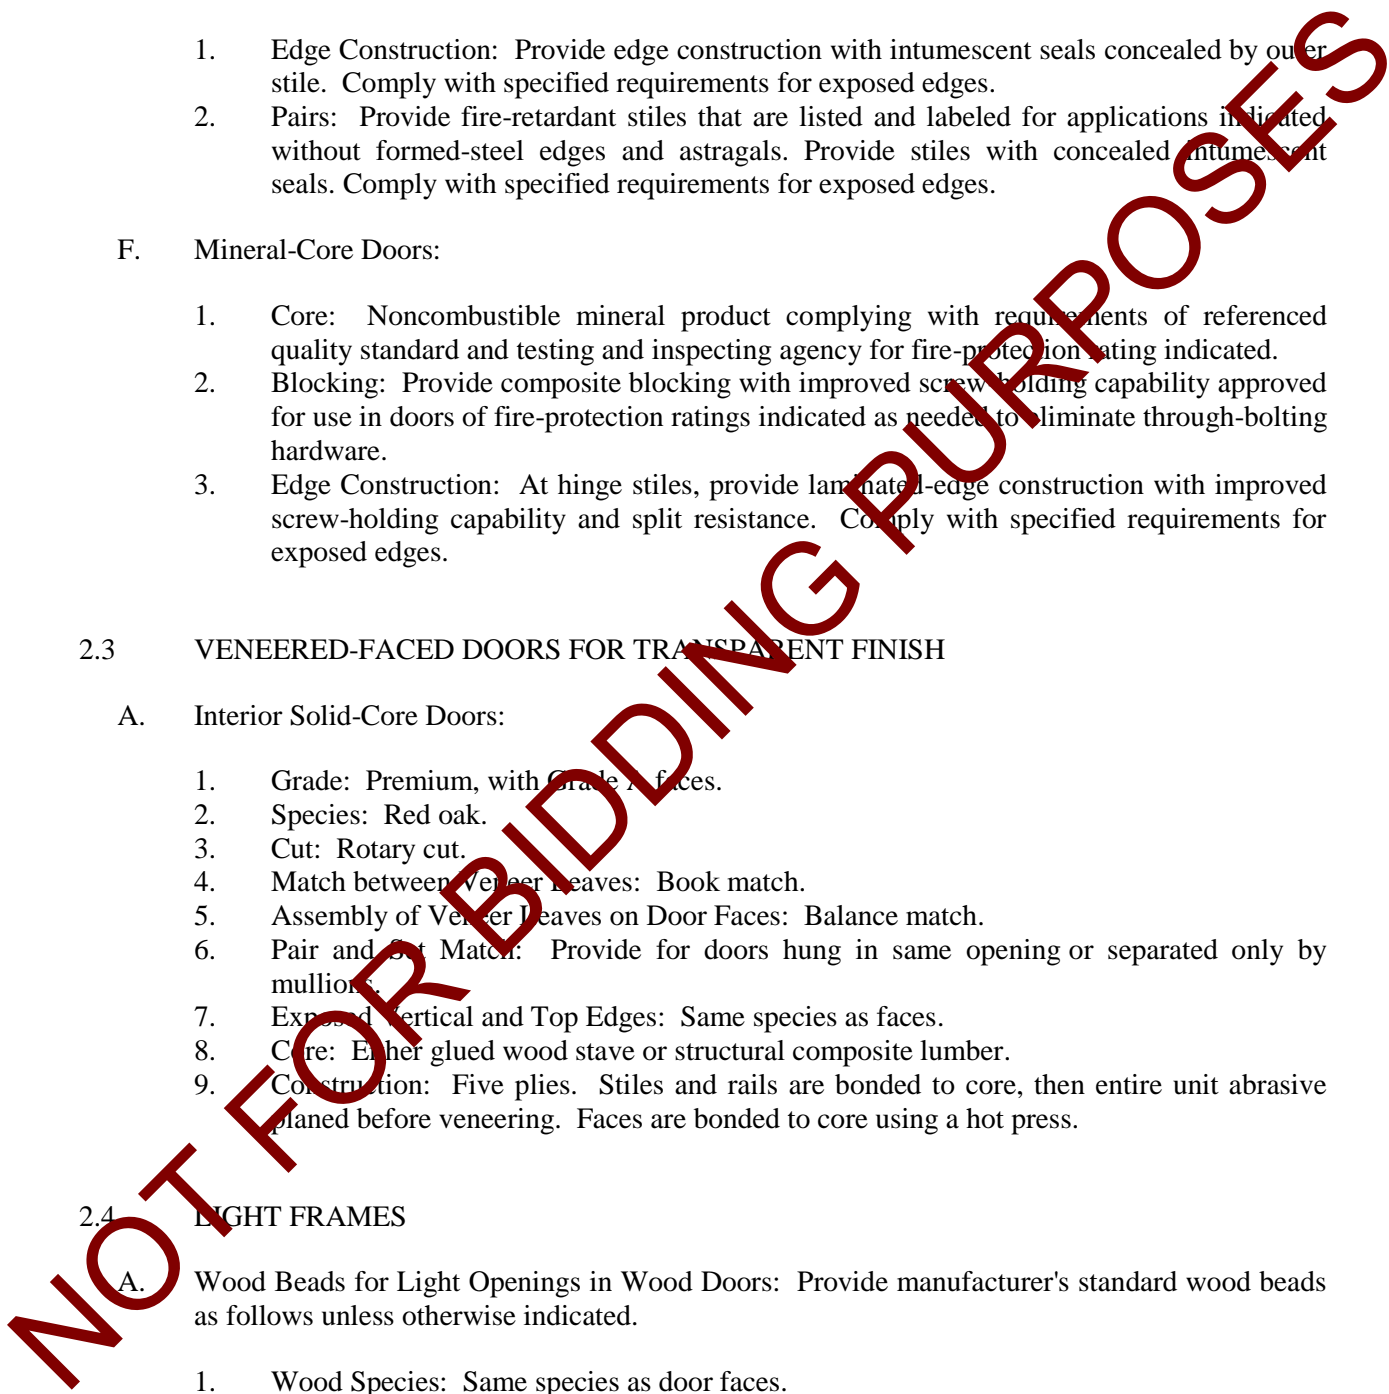 1. Edge Construction: Provide edge construction with intumescent seals concealed by outer
stile. Comply with specified requirements for exposed edges.
2. Pairs: Provide fire-retardant stiles that are listed and labeled for applications indicated
without formed-steel edges and astragals. Provide stiles with concealed intumescent
seals. Comply with specified requirements for exposed edges.
F. Mineral-Core Doors:
1. Core: Noncombustible mineral product complying with requirements of referenced
quality standard and testing and inspecting agency for fire-protection rating indicated.
2. Blocking: Provide composite blocking with improved screw-holding capability approved
for use in doors of fire-protection ratings indicated as needed to eliminate through-bolting
hardware.
3. Edge Construction: At hinge stiles, provide laminated-edge construction with improved
screw-holding capability and split resistance. Comply with specified requirements for
exposed edges.
2.3 VENEERED-FACED DOORS FOR TRANSPARENT FINISH
A. Interior Solid-Core Doors:
1. Grade: Premium, with Grade A faces.
2. Species: Red oak.
3. Cut: Rotary cut.
4. Match between Veneer Leaves: Book match.
5. Assembly of Veneer Leaves on Door Faces: Balance match.
6. Pair and Set Match: Provide for doors hung in same opening or separated only by
mullions.
7. Exposed Vertical and Top Edges: Same species as faces.
8. Core: Either glued wood stave or structural composite lumber.
9. Construction: Five plies. Stiles and rails are bonded to core, then entire unit abrasive
planed before veneering. Faces are bonded to core using a hot press.
2.4 LIGHT FRAMES
A. Wood Beads for Light Openings in Wood Doors: Provide manufacturer's standard wood beads
as follows unless otherwise indicated.
1. Wood Species: Same species as door faces.
NOT FOR BIDDING PURPOSES